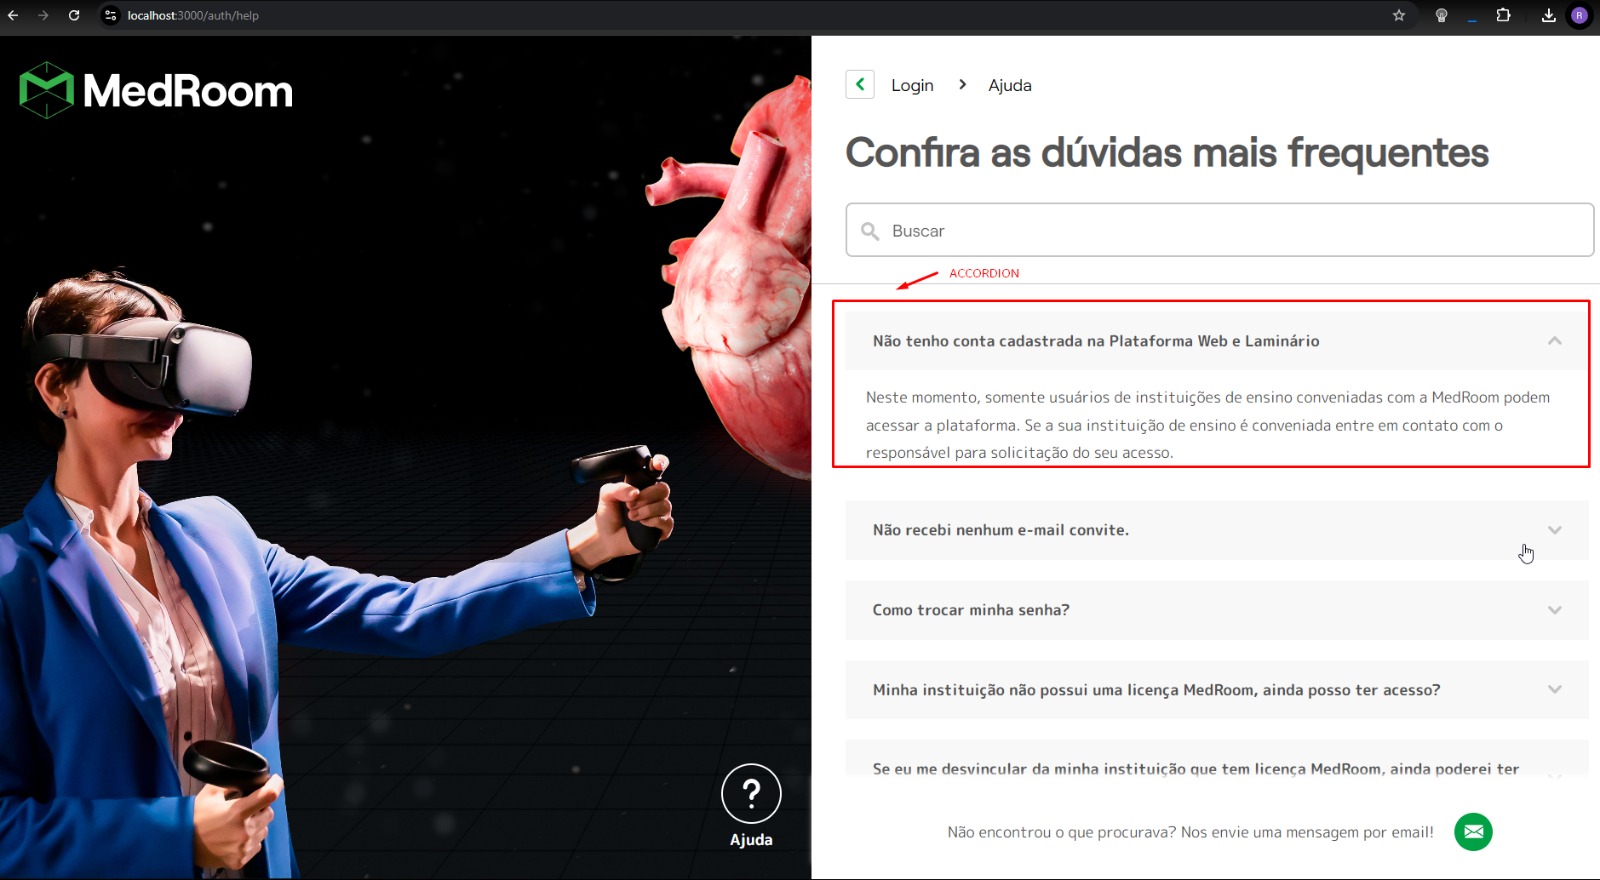 localhost:3000/auth/help
R
MedRoom
Login
Ajuda
Confira as dúvidas mais frequentes
Buscar
ACCORDION
Não tenho conta cadastrada na Plataforma Web e Laminário
Neste momento, somente usuários de instituições de ensino conveniadas com a MedRoom podem
acessar a plataforma. Se a sua instituição de ensino é conveniada entre em contato com o
responsável para solicitação do seu acesso.
Não recebi nenhum e-mail convite.
Como trocar minha senha?
Minha instituição não possui uma licença MedRoom, ainda posso ter acesso?
Se eu me desvincular da minha instituição que tem licença MedRoom, ainda poderei ter
?
Ajuda
Não encontrou o que procurava? Nos envie uma mensagem por email!